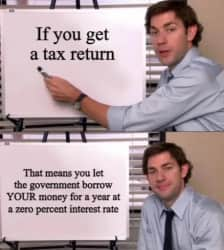 If you get
a tax return
That means you let
the government borrow
YOUR money for a year at
a zero percent interest rate